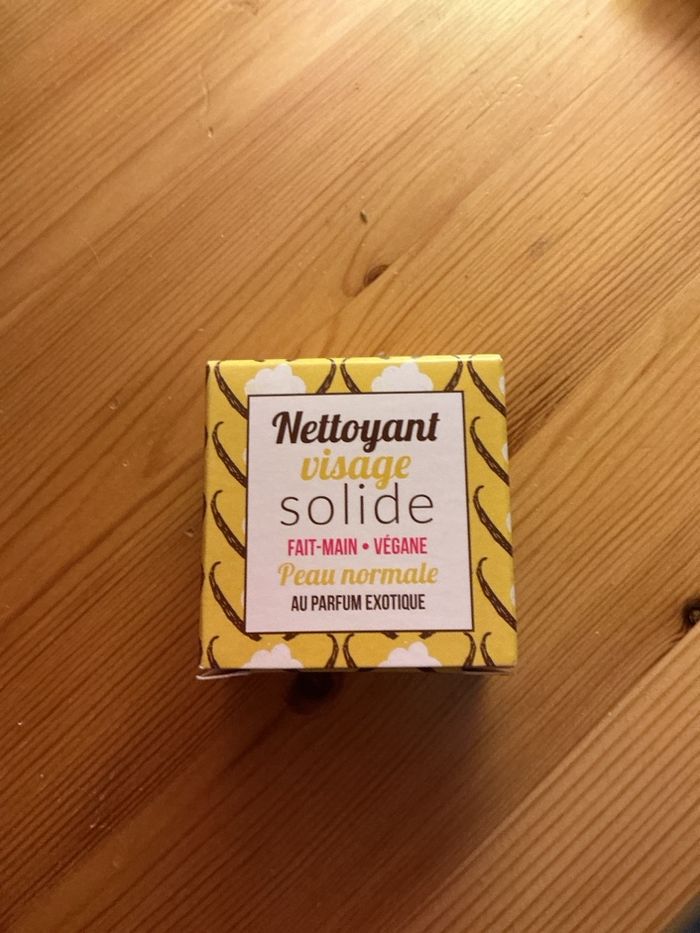 Nettoyant
visage
solide
FAIT-MAIN • VÉGANE
Peau normale
AU PARFUM EXOTIQUE